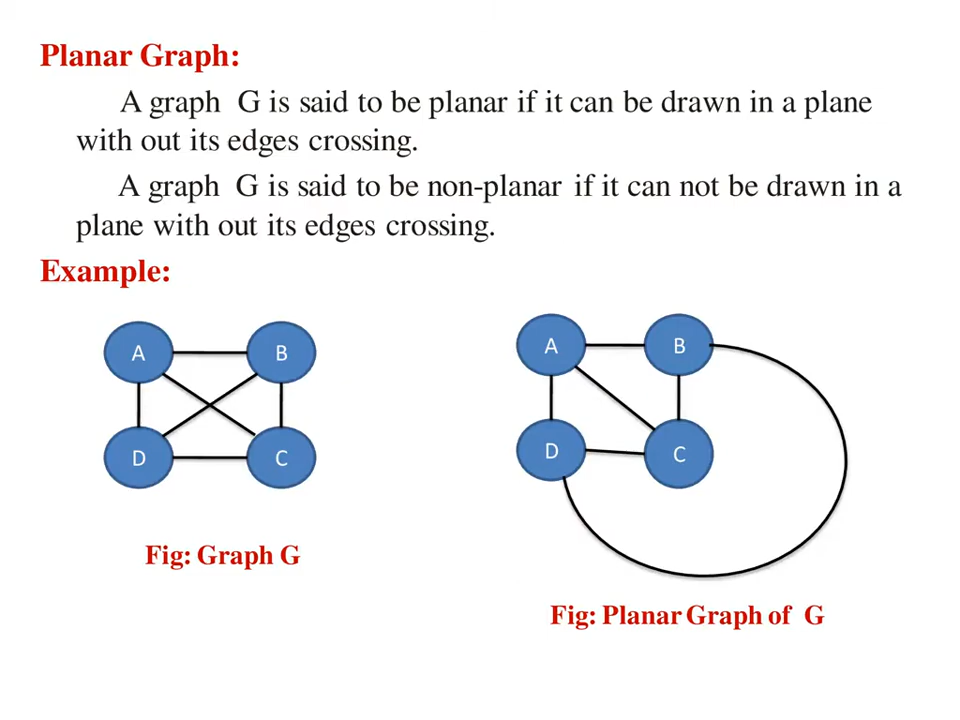 Planar Graph:
A graph G is said to be planar if it can be drawn in a plane
with out its edges crossing.
A graph G is said to be non-planar if it can not be drawn in a
plane with out its edges crossing.
Example:
A B
D C
A B
D C
Fig: Graph G
Fig: Planar Graph of G